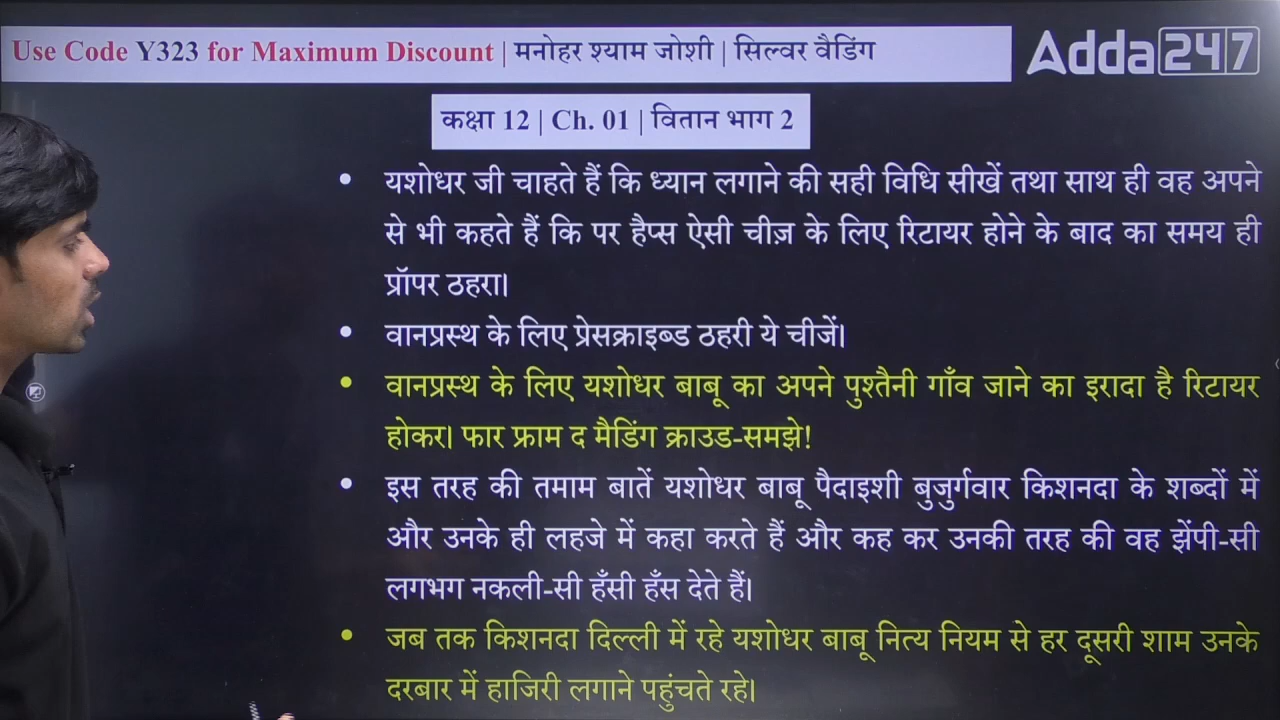 Use Code Y323 for Maximum Discount | मनोहर श्याम जोशी | सिल्वर वैडिंग
Adda247
कक्षा 12 | Ch. 01 | वितान भाग 2
• यशोधर जी चाहते हैं कि ध्यान लगाने की सही विधि सीखें तथा साथ ही वह अपने
से भी कहते हैं कि पर हैप्स ऐसी चीज़ के लिए रिटायर होने के बाद का समय ही
प्रॉपर ठहरा।
• वानप्रस्थ के लिए प्रेसक्राइब्ड ठहरी ये चीजें।
• वानप्रस्थ के लिए यशोधर बाबू का अपने पुश्तैनी गाँव जाने का इरादा है रिटायर
होकर। फार फ्राम द मैडिंग क्राउड-समझे!
• इस तरह की तमाम बातें यशोधर बाबू पैदाइशी बुजुर्गवार किशनदा के शब्दों में
और उनके ही लहजे में कहा करते हैं और कह कर उनकी तरह की वह झेंपी-सी
लगभग नकली-सी हँसी हँस देते हैं।
• जब तक किशनदा दिल्ली में रहे यशोधर बाबू नित्य नियम से हर दूसरी शाम उनके
दरबार में हाजिरी लगाने पहुंचते रहे।